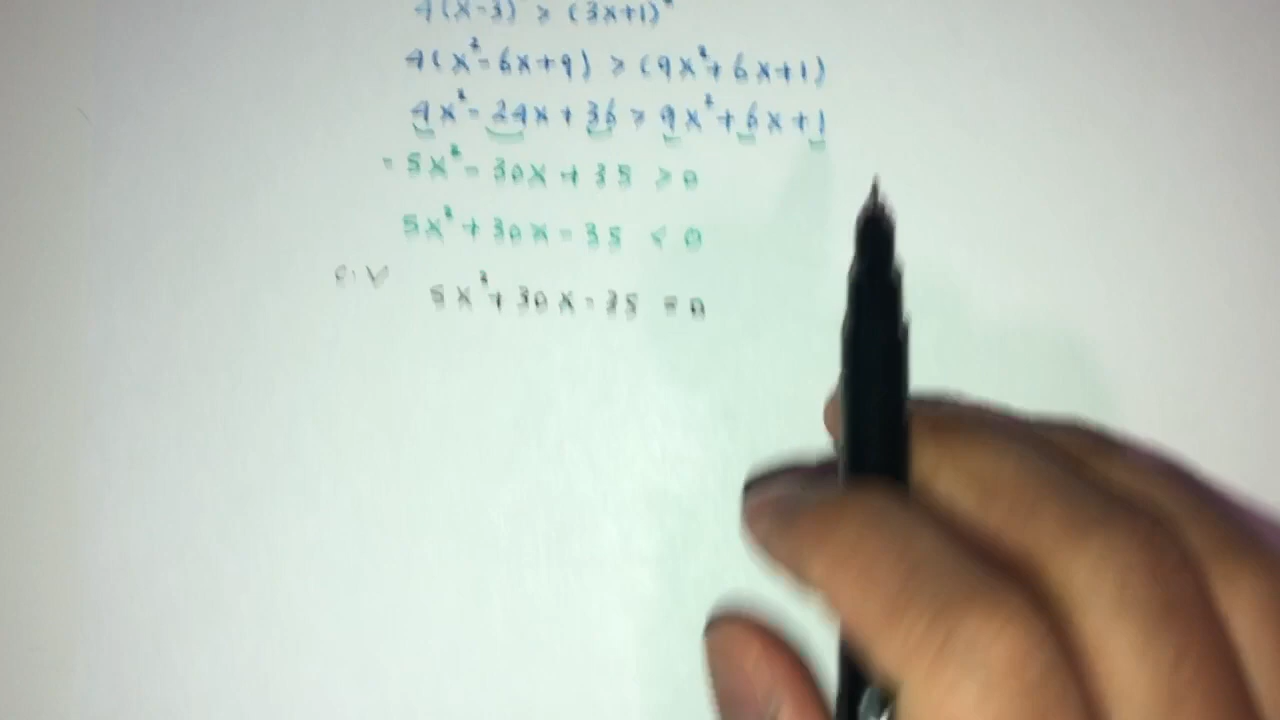 4(x-3)² > (3x+1)²
4(x²-6x+9) > (9x²+6x+1)
4x²-24x+36 > 9x²+6x+1
-5x²-30x+35 > 0
5x²+30x-35 < 0
C.V 5x²+30x-35 = 0